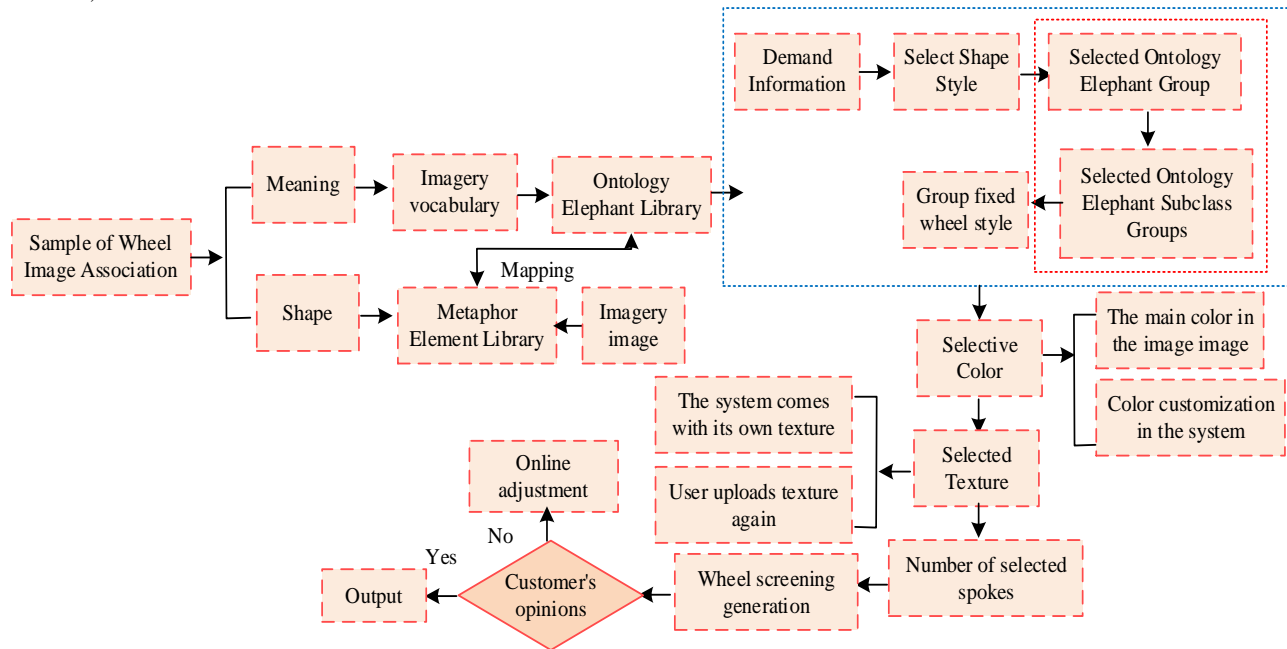 Sample of Wheel
Image Association
Meaning
Imagery
vocabulary
Ontology
Elephant Library
Shape
Mapping
Metaphor
Element Library
Imagery
image
Demand
Information
Select Shape
Style
Selected Ontology
Elephant Group
Selected Ontology
Elephant Subclass
Groups
Group fixed
wheel style
Selective
Color
The main color in
the image image
Color customization
in the system
Selected
Texture
The system comes
with its own texture
User uploads texture
again
Number of selected
spokes
Wheel screening
generation
Customer's
opinions
No
Online
adjustment
Yes
Output